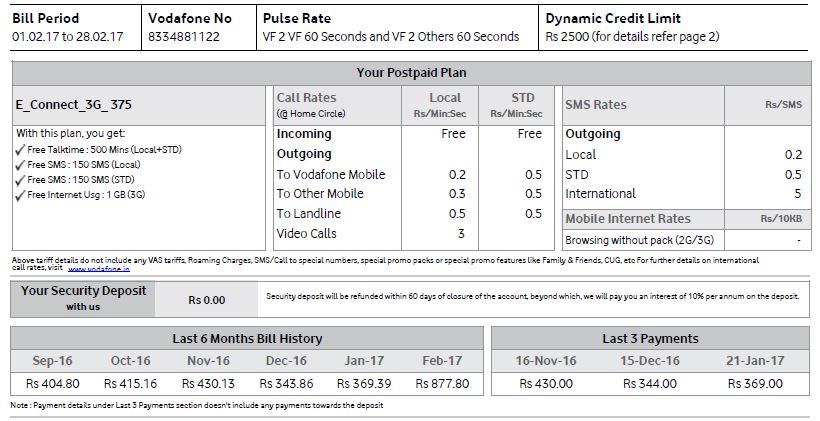 Bill Period Vodafone No Pulse Rate Dynamic Credit Limit
01.02.17 to 28.02.17 8334881122 VF 2 VF 60 Seconds and VF 2 Others 60 Seconds Rs 2500 (for details refer page 2)
Your Postpaid Plan
E_Connect_3G_ 375
With this plan, you get:
Free Talktime : 500 Mins (Local+STD)
Free SMS : 150 SMS (Local)
Free SMS : 150 SMS (STD)
Free Internet Usg : 1 GB (3G)
Call Rates Local STD
(@ Home Circle) Rs/Min:Sec Rs/Min:Sec
Incoming Free Free
Outgoing
To Vodafone Mobile 0.2 0.5
To Other Mobile 0.3 0.5
To Landline 0.5 0.5
Video Calls 3
SMS Rates Rs/SMS
Outgoing
Local 0.2
STD 0.5
International 5
Mobile Internet Rates Rs/10KB
Browsing without pack (2G/3G) -
Above tariff details do not include any VAS tariffs, Roaming Charges, SMS/Call to special numbers, special promo packs or special promo features like Family & Friends, CUG, etc For further details on international
call rates, visit www.vodafone.in
Your Security Deposit
with us
Rs 0.00
Security deposit will be refunded within 60 days of closure of the account, beyond which, we will pay you an interest of 10% per annum on the deposit.
Last 6 Months Bill History
Sep-16 Oct-16 Nov-16 Dec-16 Jan-17 Feb-17
Rs 404.80 Rs 415.16 Rs 430.13 Rs 343.86 Rs 369.39 Rs 877.80
Last 3 Payments
16-Nov-16 15-Dec-16 21-Jan-17
Rs 430.00 Rs 344.00 Rs 369.00
Note : Payment details under Last 3 Payments section doesn't include any payments towards the deposit